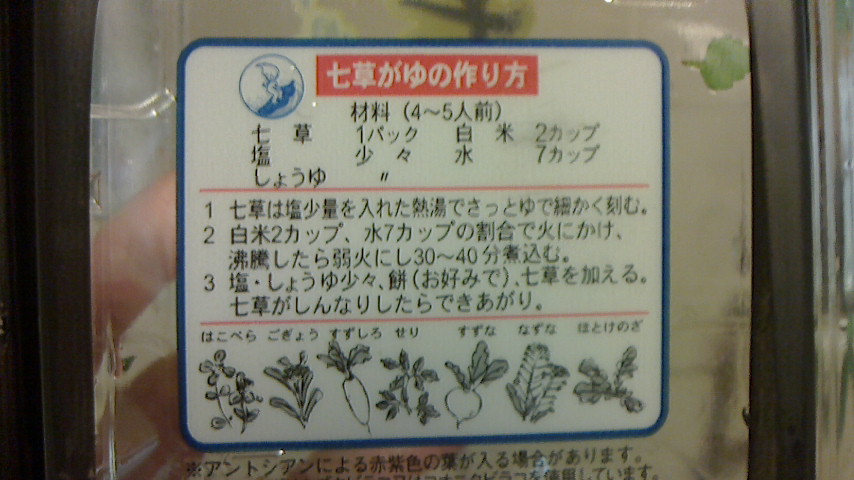 七草がゆの作り方
材料(4〜5人前)
七草 1パック 白米 2カップ
塩 少々 水 7カップ
しょうゆ 〃
1 七草は塩少量を入れた熱湯でさっとゆで細かく刻む。
2 白米2カップ、水7カップの割合で火にかけ、
沸騰したら弱火にし30〜40分煮込む。
3 塩・しょうゆ少々、餅(お好みで)、七草を加える。
七草がしんなりしたらできあがり。
はこべら ごぎょう すずしろ せり すずな なずな ほとけのざ
※アントシアンによる赤紫色の葉が入る場合があります。
を使用しています。